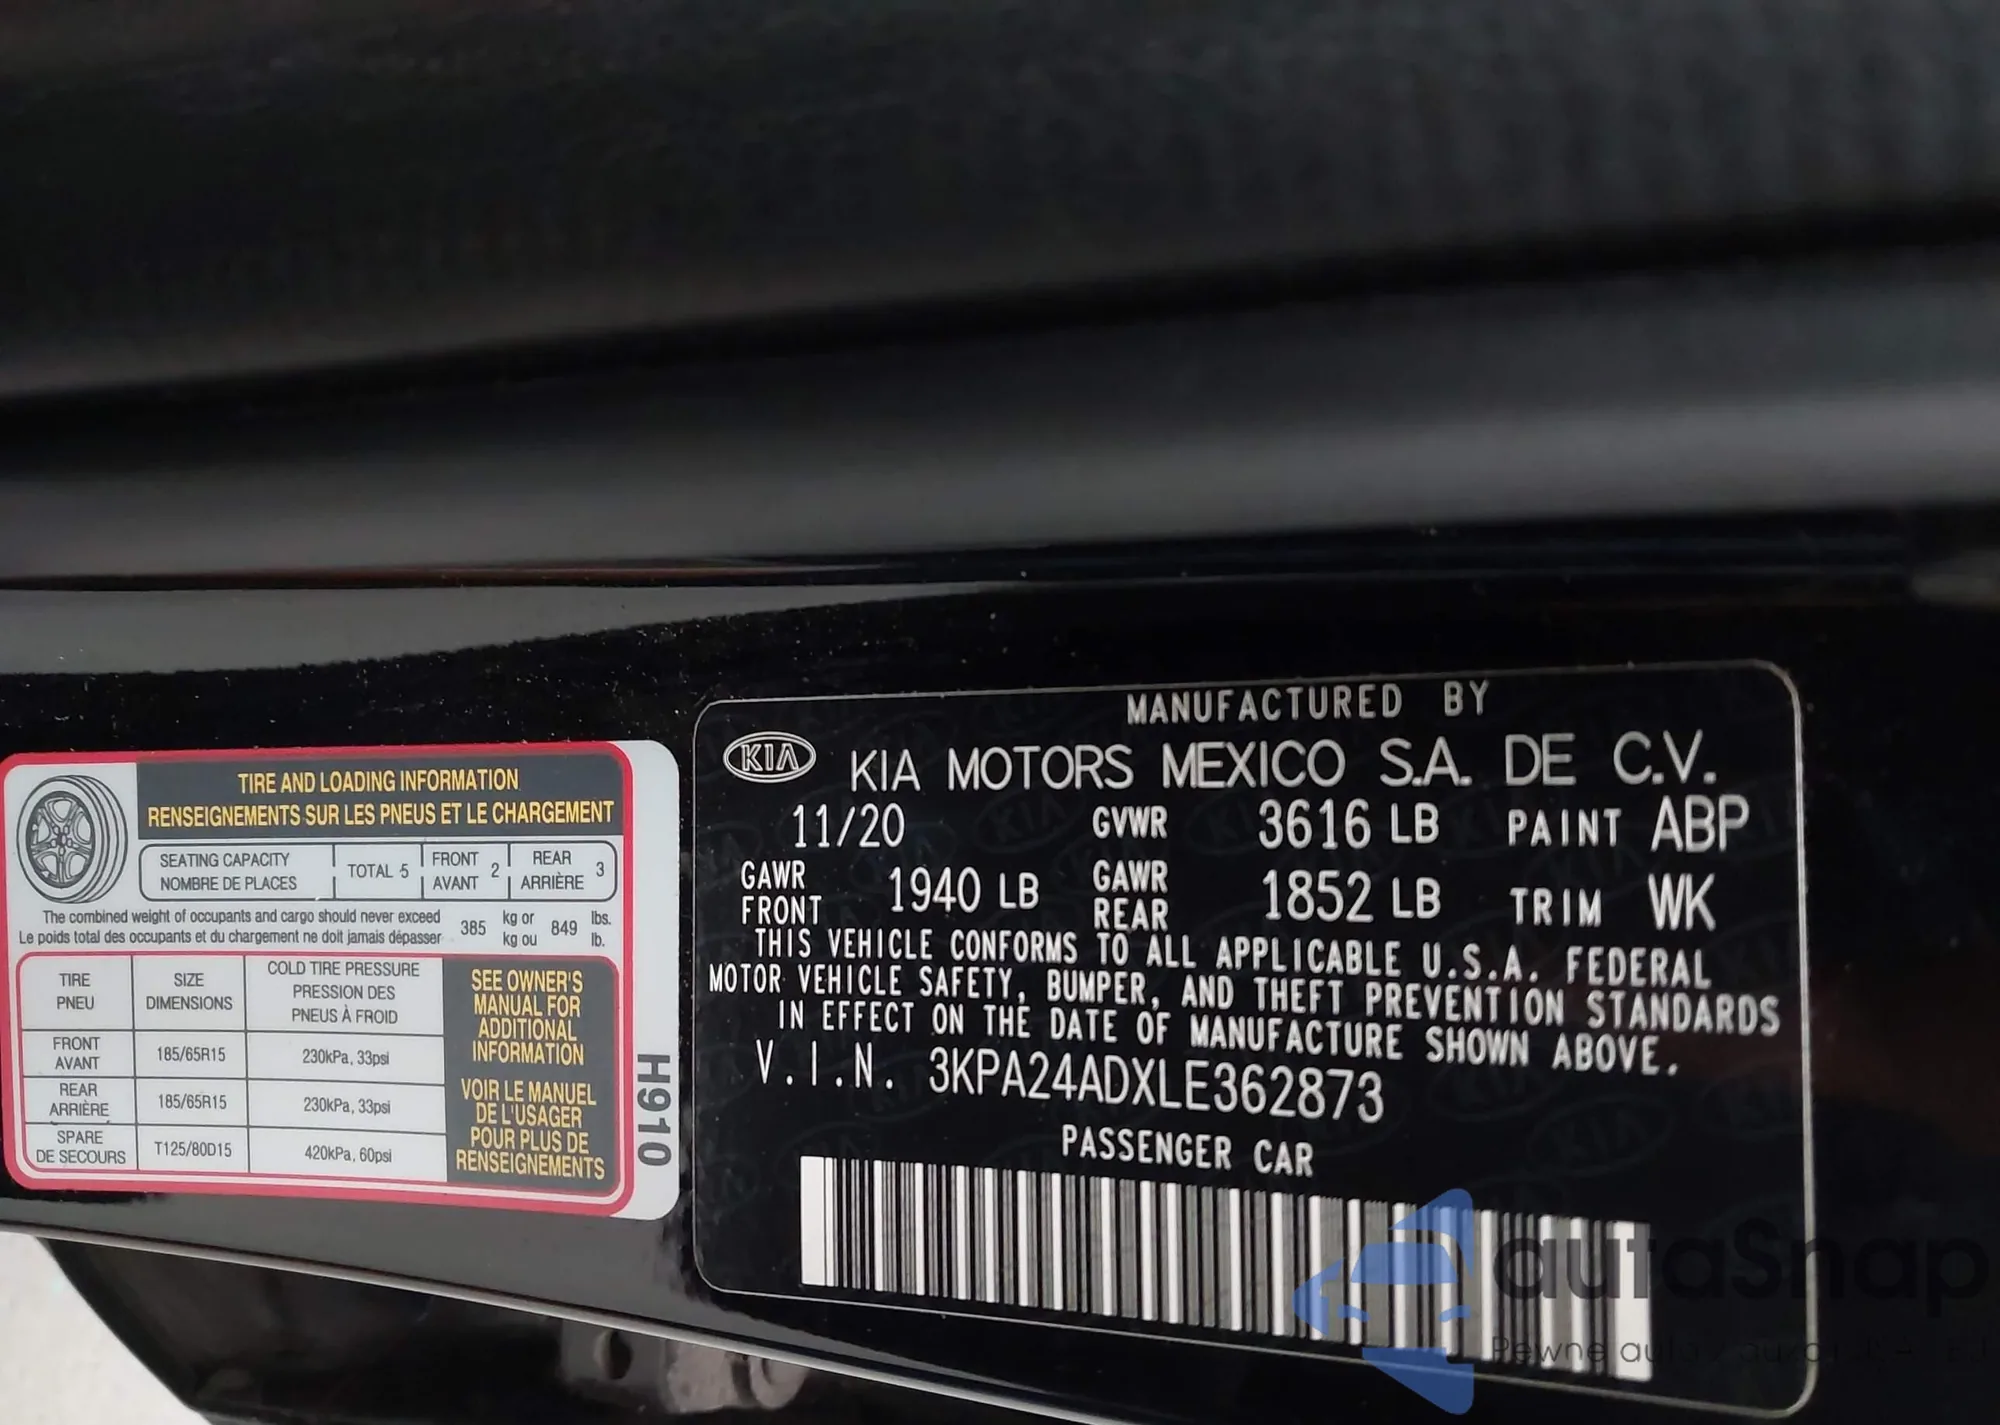 TIRE AND LOADING INFORMATION
RENSEIGNEMENTS SUR LES PNEUS ET LE CHARGEMENT
SEATING CAPACITY
NOMBRE DE PLACES
TOTAL 5
FRONT
AVANT
2
REAR
ARRIÈRE
3
The combined weight of occupants and cargo should never exceed
Le poids total des occupants et du chargement ne doit jamais dépasser
385
kg or
kg ou
849
lbs.
lb.
TIRE
PNEU
SIZE
DIMENSIONS
COLD TIRE PRESSURE
PRESSION DES
PNEUS À FROID
FRONT
AVANT
185/65R15
230kPa, 33psi
REAR
ARRIÈRE
185/65R15
230kPa, 33psi
SPARE
DE SECOURS
T125/80D15
420kPa, 60psi
SEE OWNER'S
MANUAL FOR
ADDITIONAL
INFORMATION
VOIR LE MANUEL
DE L'USAGER
POUR PLUS DE
RENSEIGNEMENTS
H910
MANUFACTURED BY
KIA KIA MOTORS MEXICO S.A. DE C.V.
11/20 GVWR 3616 LB PAINT ABP
GAWR
FRONT
1940 LB
GAWR
REAR
1852 LB TRIM WK
THIS VEHICLE CONFORMS TO ALL APPLICABLE U.S.A. FEDERAL
MOTOR VEHICLE SAFETY, BUMPER, AND THEFT PREVENTION STANDARDS
IN EFFECT ON THE DATE OF MANUFACTURE SHOWN ABOVE.
V.I.N. 3KPA24ADXLE362873
PASSENGER CAR
autaSnap
Pewne auta